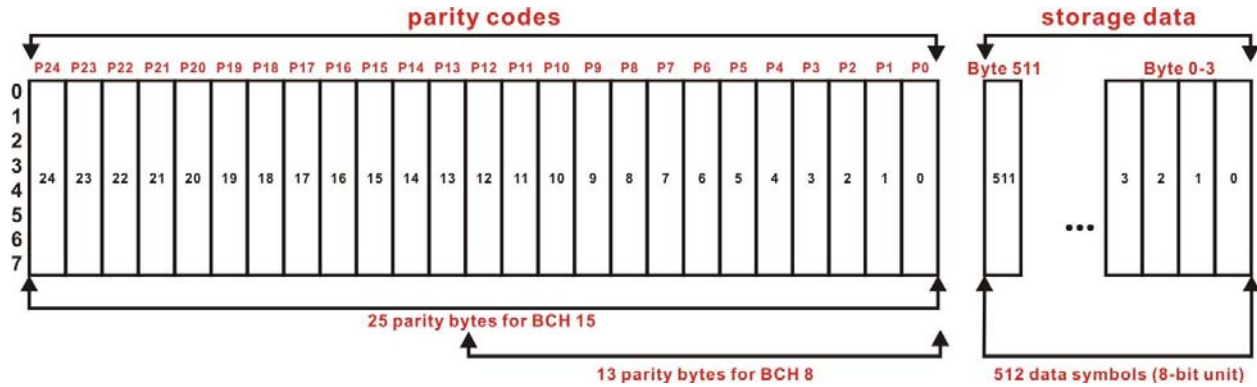 parity codes storage data
P24 P23 P22 P21 P20 P19 P18 P17 P16 P15 P14 P13 P12 P11 P10 P9 P8 P7 P6 P5 P4 P3 P2 P1 P0 Byte 511 Byte 0-3
0
1
2
3
24 23 22 21 20 19 18 17 16 15 14 13 12 11 10 9 8 7 6 5 4 3 2 1 0 511 3 2 1 0
4
5
...
6
7
25 parity bytes for BCH 15
13 parity bytes for BCH 8 512 data symbols (8-bit unit)